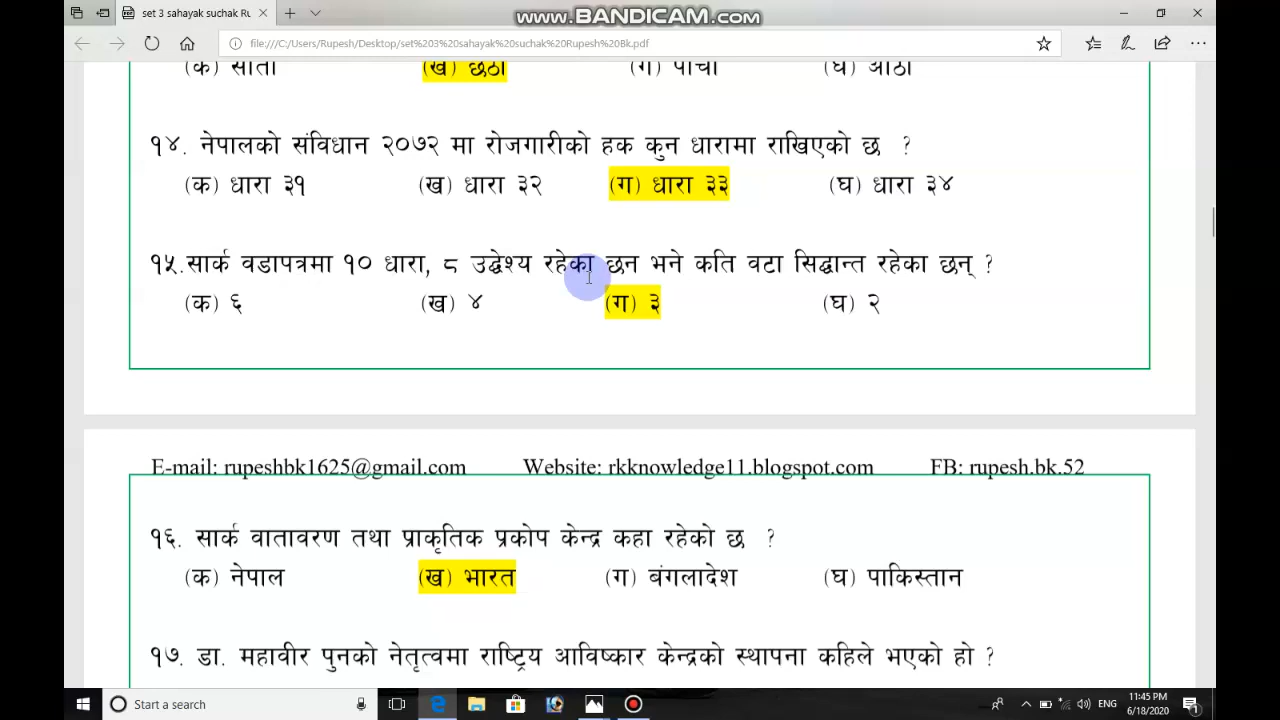 www.BANDICAM.com
set 3 sahayak suchak Ru
file:///C:/Users/Rupesh/Desktop/set%203%20sahayak%20suchak%20Rupesh%20Bk.pdf
(क) साता (ख) छैठौ (ग) पाचौ (घ) आठौ
१४. नेपालको संविधान २०७२ मा रोजगारीको हक कुन धारामा राखिएको छ ?
(क) धारा ३१ (ख) धारा ३२ (ग) धारा ३३ (घ) धारा ३४
१५.सार्क वडापत्रमा १० धारा, ८ उद्वेश्य रहेका छन भने कति वटा सिद्धान्त रहेका छन् ?
(क) ६ (ख) ४ (ग) ३ (घ) २
E-mail: rupeshbk1625@gmail.com Website: rkknowledge11.blogspot.com FB: rupesh.bk.52
१६. सार्क वातावरण तथा प्राकृतिक प्रकोप केन्द्र कहा रहेको छ ?
(क) नेपाल (ख) भारत (ग) बंगलादेश (घ) पाकिस्तान
१७. डा. महावीर पुनको नेतृत्वमा राष्ट्रिय आविष्कार केन्द्रको स्थापना कहिले भएको हो ?
Start a search
ENG
11:45 PM
6/18/2020